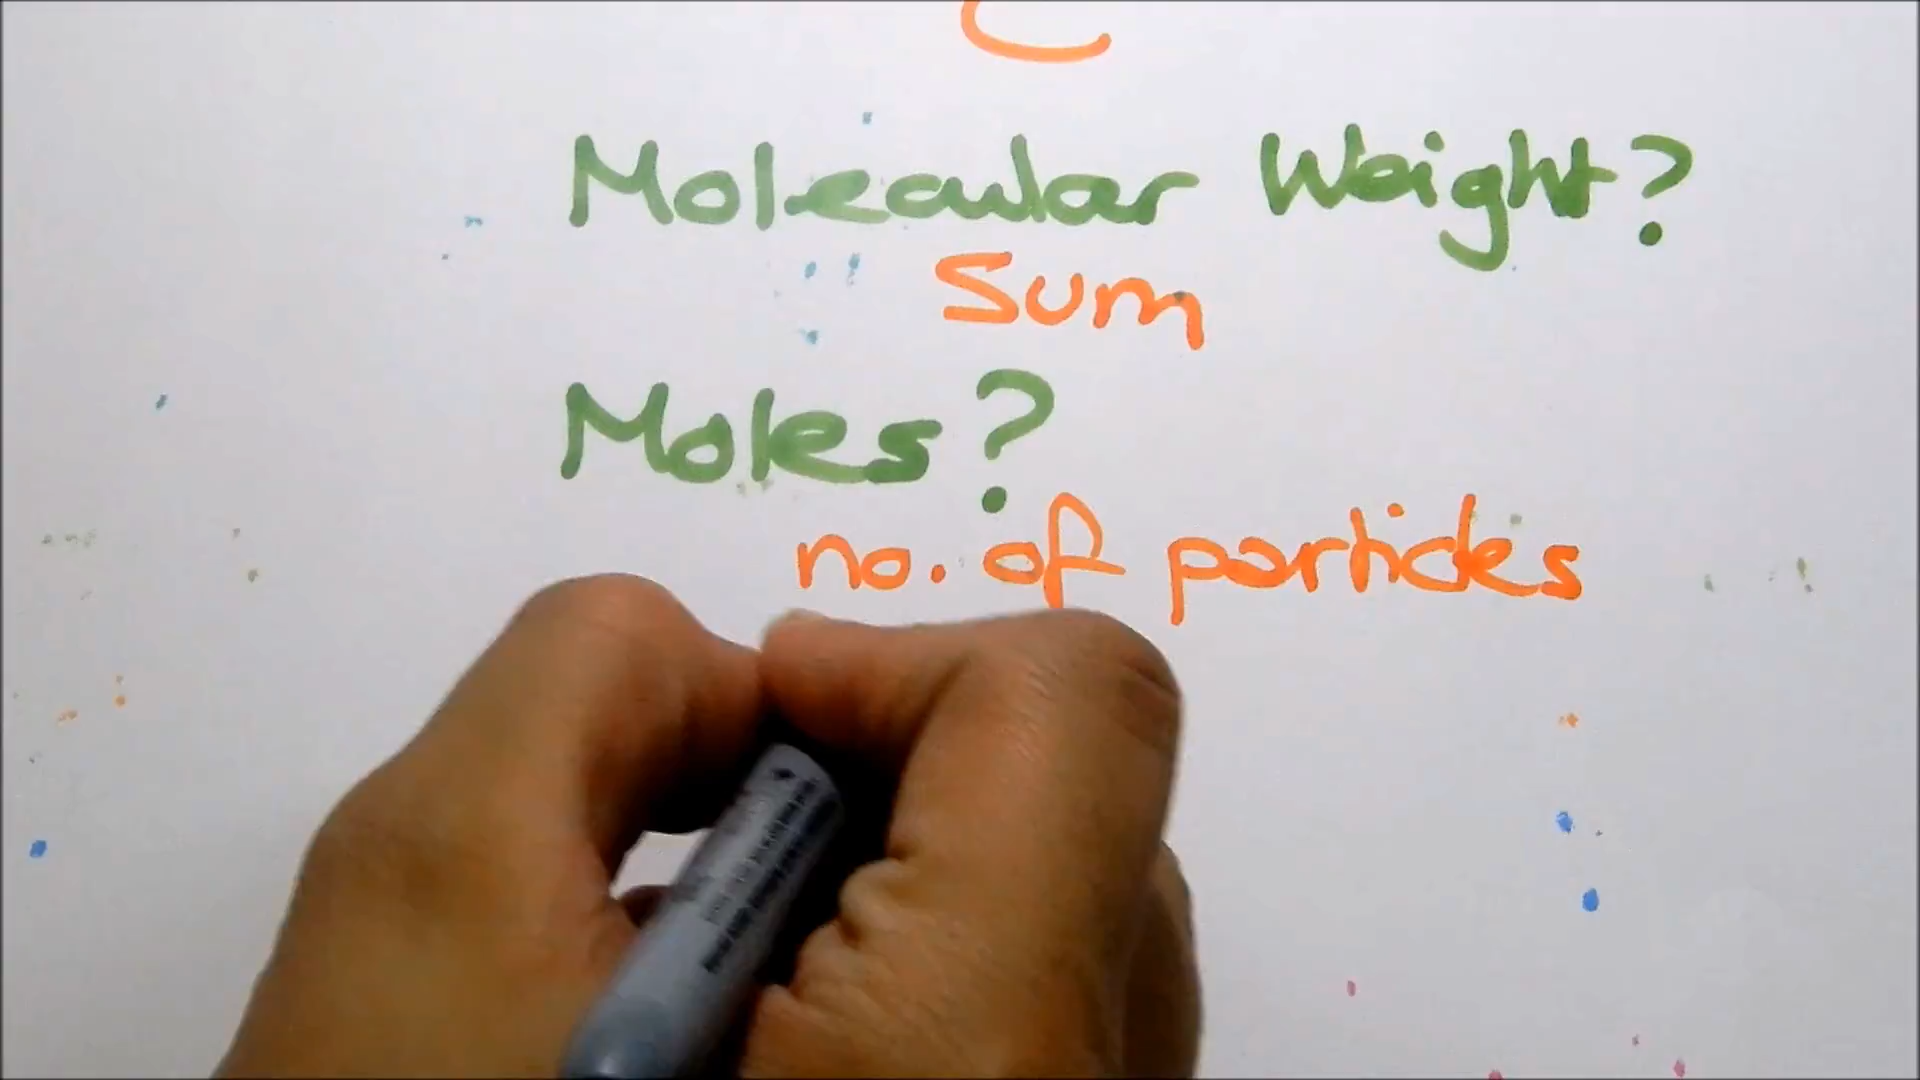 C
Molecular Weight?
Sum
Moles?
no. of particles